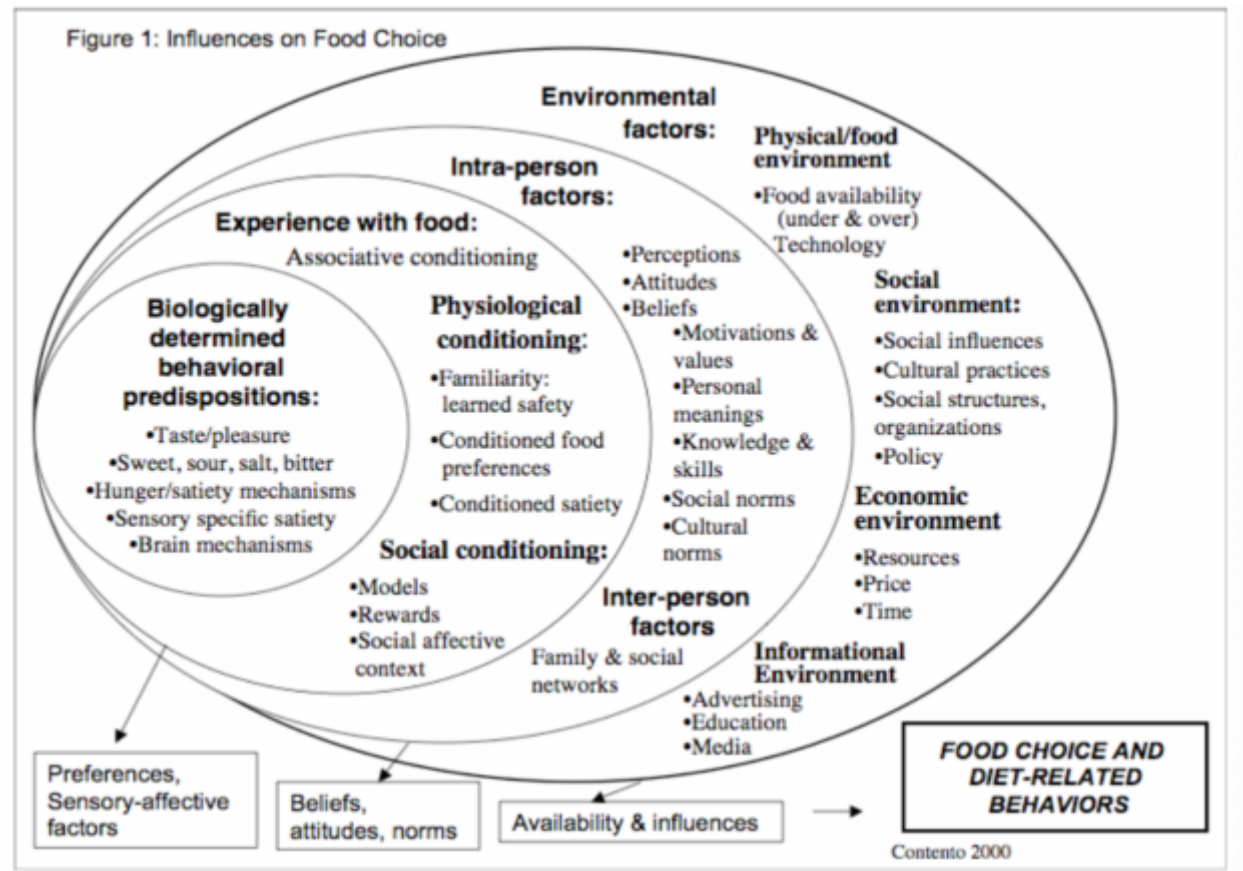 Figure 1: Influences on Food Choice
Environmental
factors:
Physical/food
environment
•Food availability
(under & over)
Technology
Social
environment:
•Social influences
•Cultural practices
•Social structures,
organizations
•Policy
Economic
environment
•Resources
•Price
•Time
Informational
Environment
•Advertising
•Education
•Media
Intra-person
factors:
•Perceptions
•Attitudes
•Beliefs
•Motivations &
values
•Personal
meanings
•Knowledge &
skills
•Social norms
•Cultural
norms
Inter-person
factors
Family & social
networks
Experience with food:
Associative conditioning
Physiological
conditioning:
•Familiarity:
learned safety
•Conditioned food
preferences
•Conditioned satiety
Social conditioning:
•Models
•Rewards
•Social affective
context
Biologically
determined
behavioral
predispositions:
•Taste/pleasure
•Sweet, sour, salt, bitter
•Hunger/satiety mechanisms
•Sensory specific satiety
•Brain mechanisms
Preferences,
Sensory-affective
factors
Beliefs,
attitudes, norms
Availability & influences
FOOD CHOICE AND
DIET-RELATED
BEHAVIORS
Contento 2000